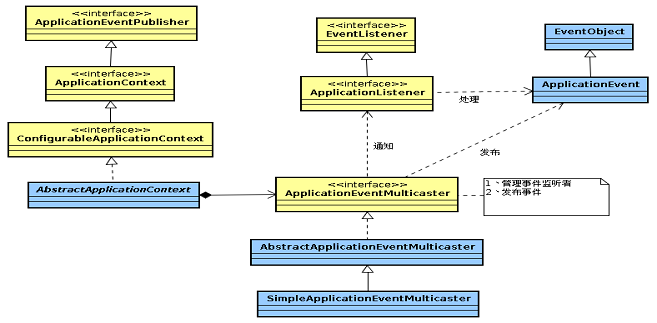 <<interface>>
ApplicationEventPublisher
<<interface>>
EventListener
EventObject
<<interface>>
ApplicationContext
<<interface>>
ApplicationListener
处理
ApplicationEvent
<<interface>>
ConfigurableApplicationContext
通知
发布
AbstractApplicationContext
<<interface>>
ApplicationEventMulticaster
1、管理事件监听者
2、发布事件
AbstractApplicationEventMulticaster
SimpleApplicationEventMulticaster